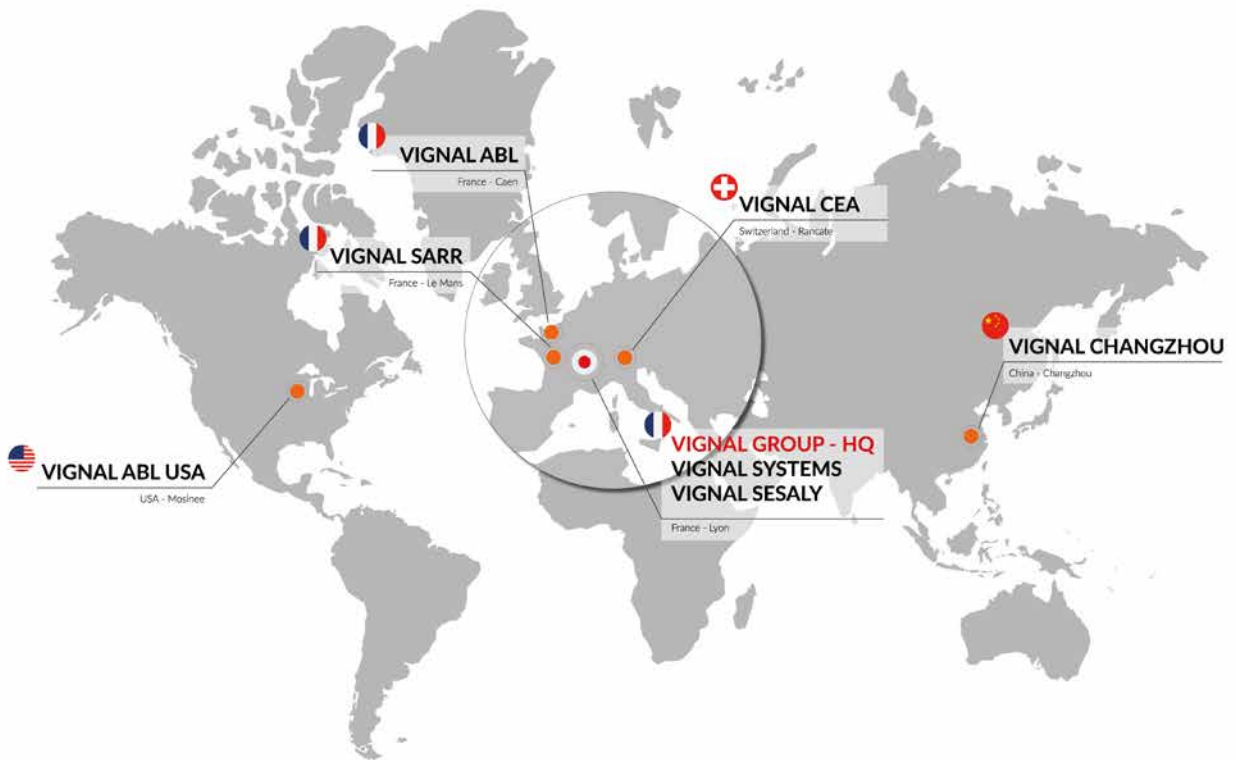 VIGNAL ABL
France - Caen
VIGNAL CEA
Switzerland - Rancate
VIGNAL SARR
France - Le Mans
VIGNAL CHANGZHOU
China - Changzhou
VIGNAL GROUP - HQ
VIGNAL SYSTEMS
VIGNAL SESALY
France - Lyon
VIGNAL ABL USA
USA - Mosinee